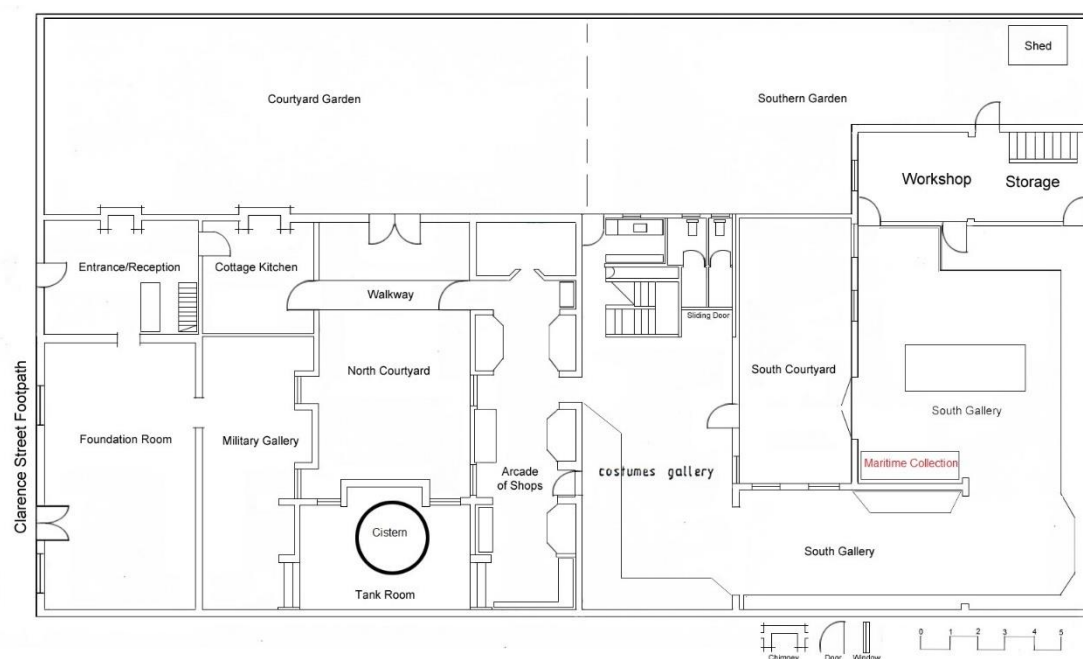 Shed
Courtyard Garden
Southern Garden
Workshop
Storage
Entrance/Reception
Cottage Kitchen
Walkway
Sliding Door
North Courtyard
South Courtyard
Clarence Street Footpath
Foundation Room
Military Gallery
Arcade
of Shops
costumes gallery
South Gallery
Maritime Collection
Cistern
South Gallery
Tank Room
Chimney
Door
Window
0 1 2 3 4 5